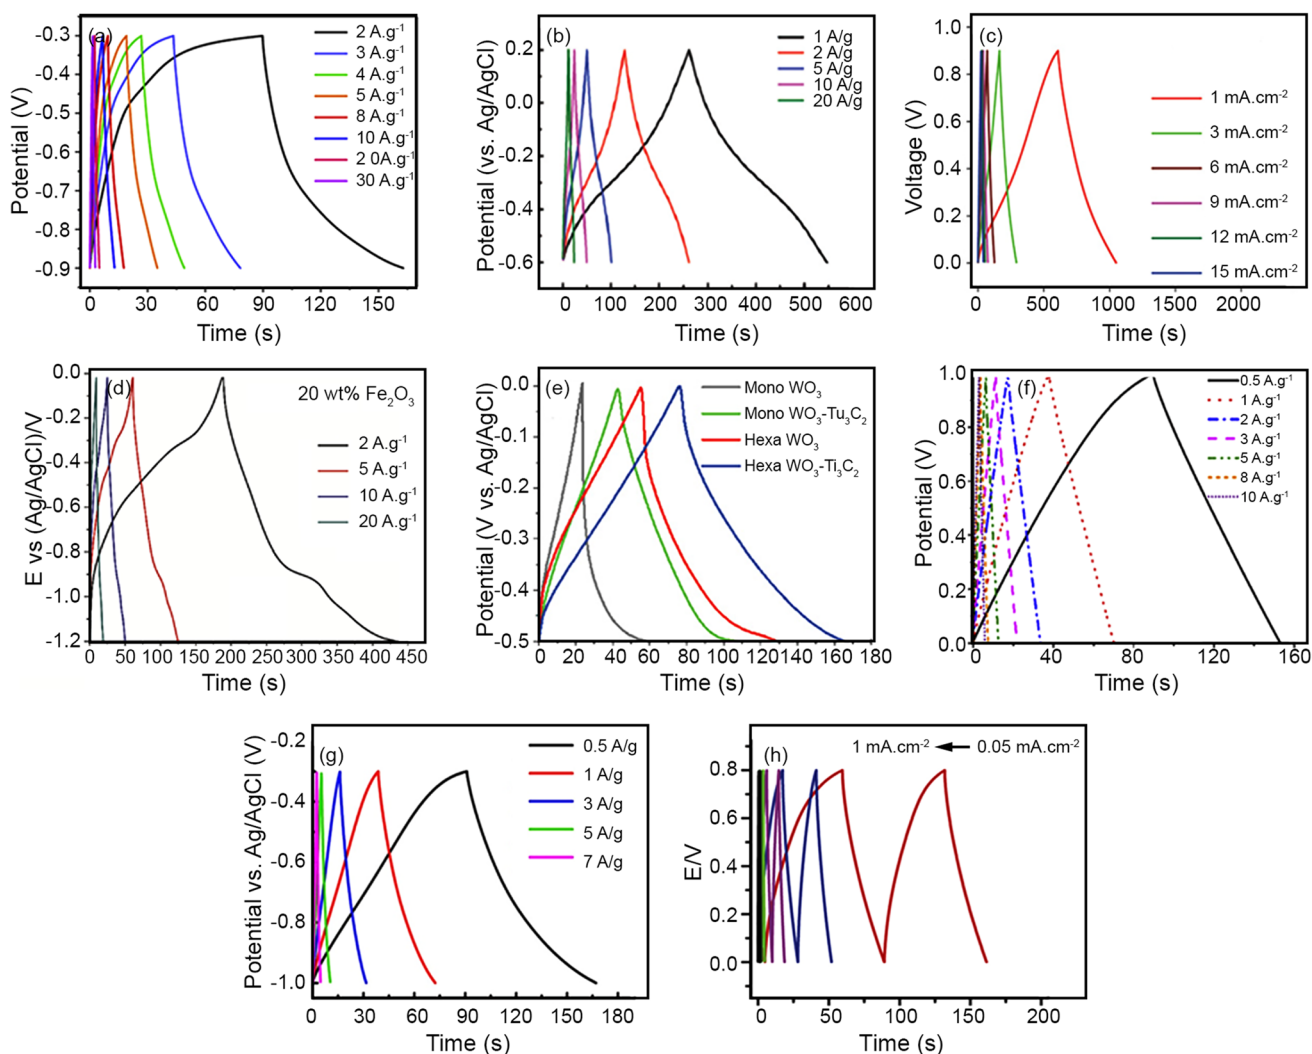 (a)
-0.3
-0.4
-0.5
-0.6
-0.7
-0.8
-0.9
Potential (V)
0 30 60 90 120 150
Time (s)
2 A.g-1
3 A.g-1
4 A.g-1
5 A.g-1
8 A.g-1
10 A.g-1
2 0A.g-1
30 A.g-1
(b)
0.2
0.0
-0.2
-0.4
-0.6
Potential (vs. Ag/AgCl)
0 100 200 300 400 500 600
Time (s)
1 A/g
2 A/g
5 A/g
10 A/g
20 A/g
(c)
1.0
0.8
0.6
0.4
0.2
0.0
Voltage (V)
0 500 1000 1500 2000
Time (s)
1 mA.cm-2
3 mA.cm-2
6 mA.cm-2
9 mA.cm-2
12 mA.cm-2
15 mA.cm-2
(d)
20 wt% Fe2O3
0.0
-0.2
-0.4
-0.6
-0.8
-1.0
-1.2
E vs (Ag/AgCl)/V
0 50 100 150 200 250 300 350 400 450
Time (s)
2 A.g-1
5 A.g-1
10 A.g-1
20 A.g-1
(e)
0.0
-0.1
-0.2
-0.3
-0.4
-0.5
Potential (V vs Ag/AgCl)
0 20 40 60 80 100 120 140 160 180
Time (s)
Mono WO3
Mono WO3-Tu3C2
Hexa WO3
Hexa WO3-Ti3C2
(f)
1.0
0.8
0.6
0.4
0.2
0.0
Potential (V)
0 40 80 120 160
Time (s)
0.5 A.g-1
1 A.g-1
2 A.g-1
3 A.g-1
5 A.g-1
8 A.g-1
10 A.g-1
(g)
-0.2
-0.4
-0.6
-0.8
-1.0
Potential vs. Ag/AgCl (V)
0 30 60 90 120 150 180
Time (s)
0.5 A/g
1 A/g
3 A/g
5 A/g
7 A/g
(h)
1 mA.cm-2 ← 0.05 mA.cm-2
0.8
0.6
0.4
0.2
0.0
E/V
0 50 100 150 200
Time (s)